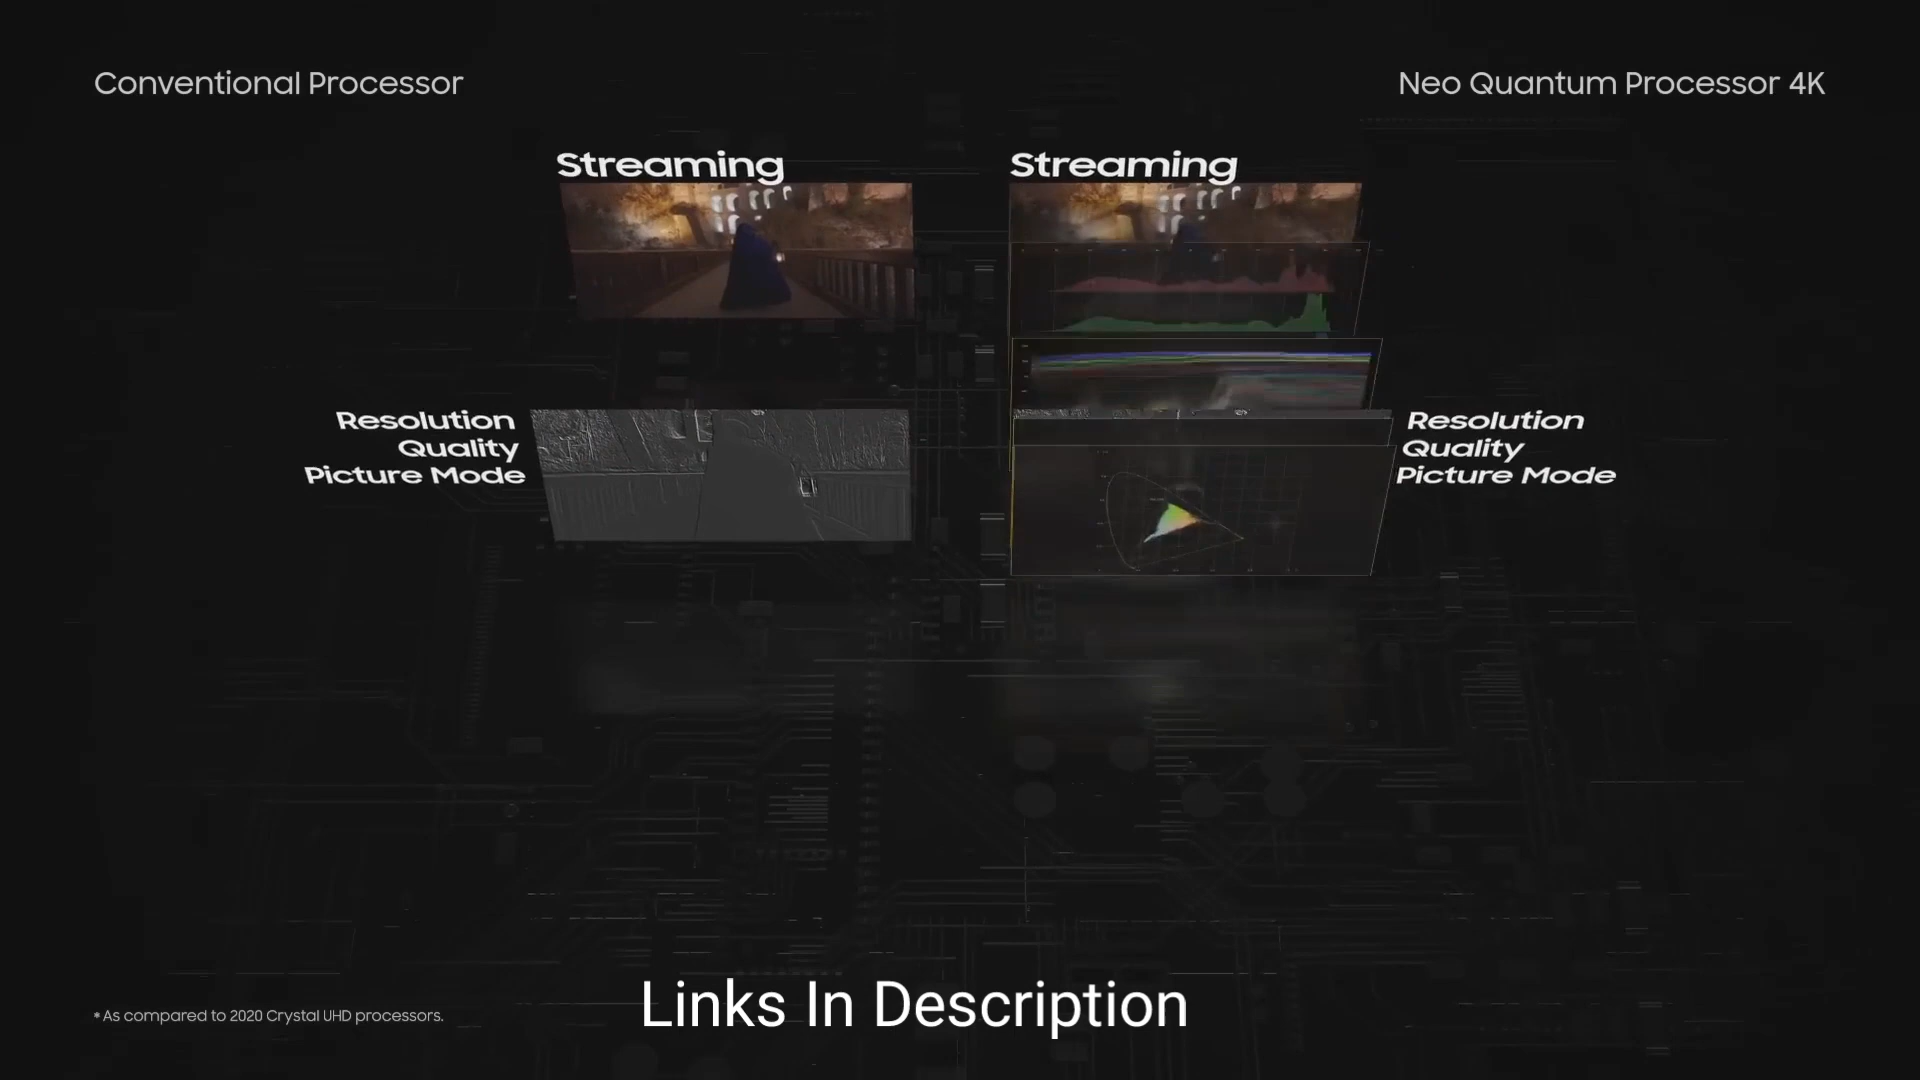 Conventional Processor
Neo Quantum Processor 4K
Streaming
Streaming
Resolution
Quality
Picture Mode
Resolution
Quality
Picture Mode
* As compared to 2020 Crystal UHD processors.
Links In Description